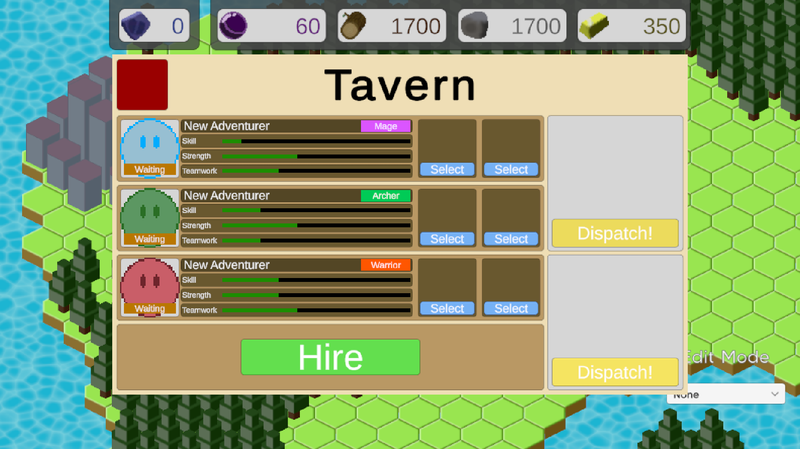 0 60 1700 1700 350
Tavern
New Adventurer Mage
Skill
Strength
Teamwork
Waiting
Select Select
New Adventurer Archer
Skill
Strength
Teamwork
Waiting
Select Select
Dispatch!
New Adventurer Warrior
Skill
Strength
Teamwork
Waiting
Select Select
Hire
Dispatch!
Edit Mode
None